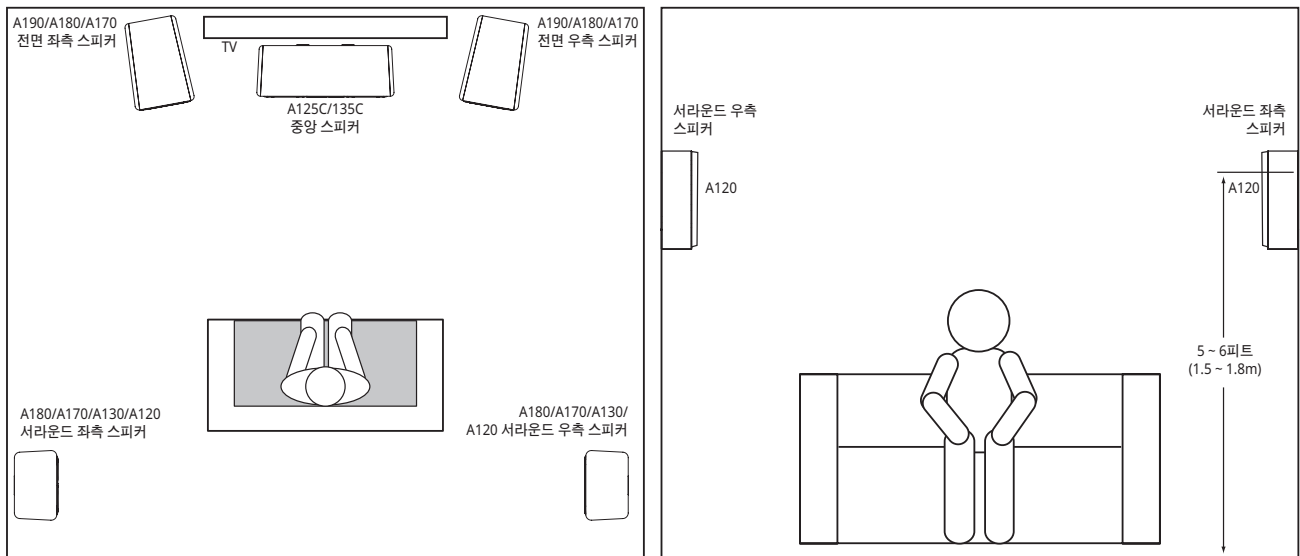 A190/A180/A170
전면 좌측 스피커
TV
A190/A180/A170
전면 우측 스피커
A125C/135C
중앙 스피커
A180/A170/A130/A120
서라운드 좌측 스피커
A180/A170/A130/
A120 서라운드 우측 스피커
서라운드 우측
스피커
A120
서라운드 좌측
스피커
A120
5 ~ 6피트
(1.5 ~ 1.8m)